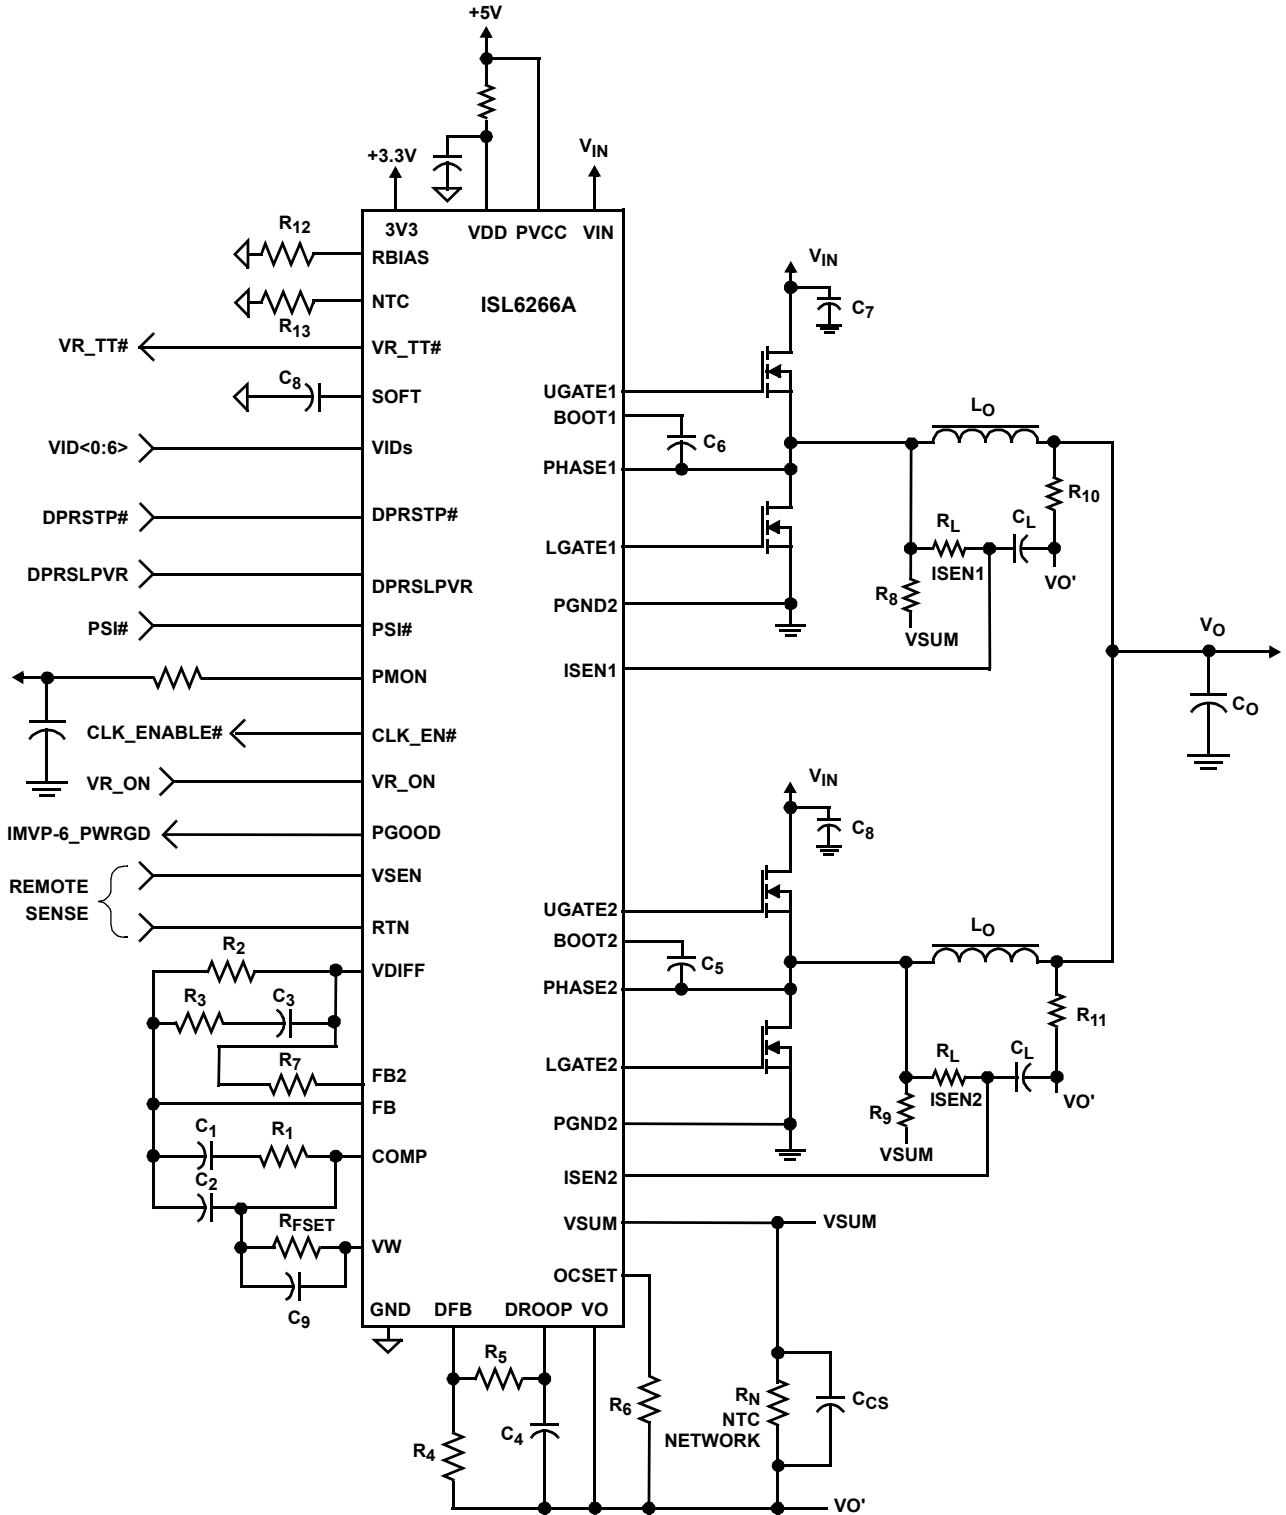 +5V
+3.3V
VIN
3V3
VDD
PVCC
VIN
R12
RBIAS
ISL6266A
NTC
R13
VR_TT#
VR_TT#
C8
SOFT
VID<0:6>
VIDs
DPRSTP#
DPRSTP#
DPRSLPVR
DPRSLPVR
PSI#
PSI#
PMON
CLK_ENABLE#
CLK_EN#
VR_ON
VR_ON
IMVP-6_PWRGD
PGOOD
REMOTE
SENSE
VSEN
RTN
R2
VDIFF
R3
C3
R7
FB2
FB
C1
R1
COMP
C2
RFSET
VW
C9
GND
DFB
DROOP
VO
UGATE1
BOOT1
PHASE1
LGATE1
PGND2
ISEN1
UGATE2
BOOT2
PHASE2
LGATE2
PGND2
ISEN2
VSUM
OCSET
VIN
C7
C6
LO
R10
RL
CL
ISEN1
VO'
R8
VSUM
VO
CO
VIN
C8
C5
LO
R11
RL
CL
ISEN2
VO'
R9
VSUM
VSUM
R5
R4
C4
R6
RN
NTC
NETWORK
CCS
VO'